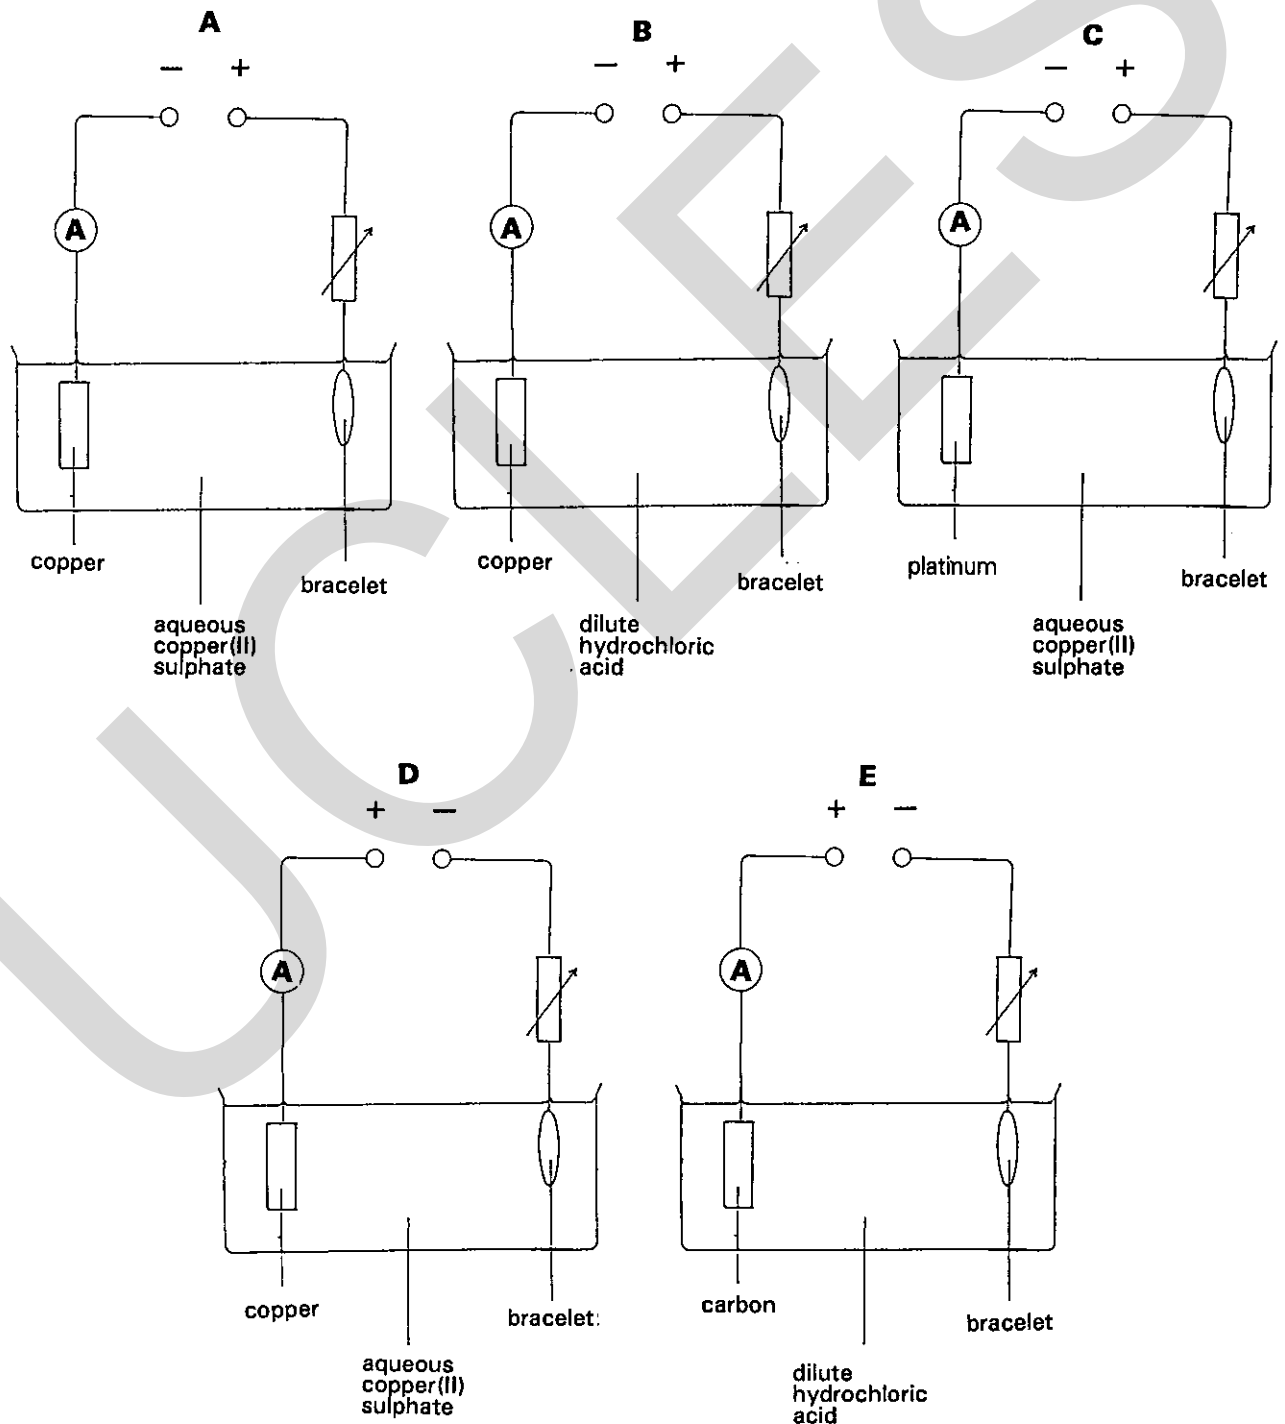 A
B
C
− +
− +
− +
A
A
A
copper
bracelet
aqueous
copper(II)
sulphate
copper
bracelet
dilute
hydrochloric
acid
platinum
bracelet
aqueous
copper(II)
sulphate
D
E
+ −
+ −
A
A
copper
bracelet
aqueous
copper(II)
sulphate
carbon
bracelet
dilute
hydrochloric
acid
UCLES